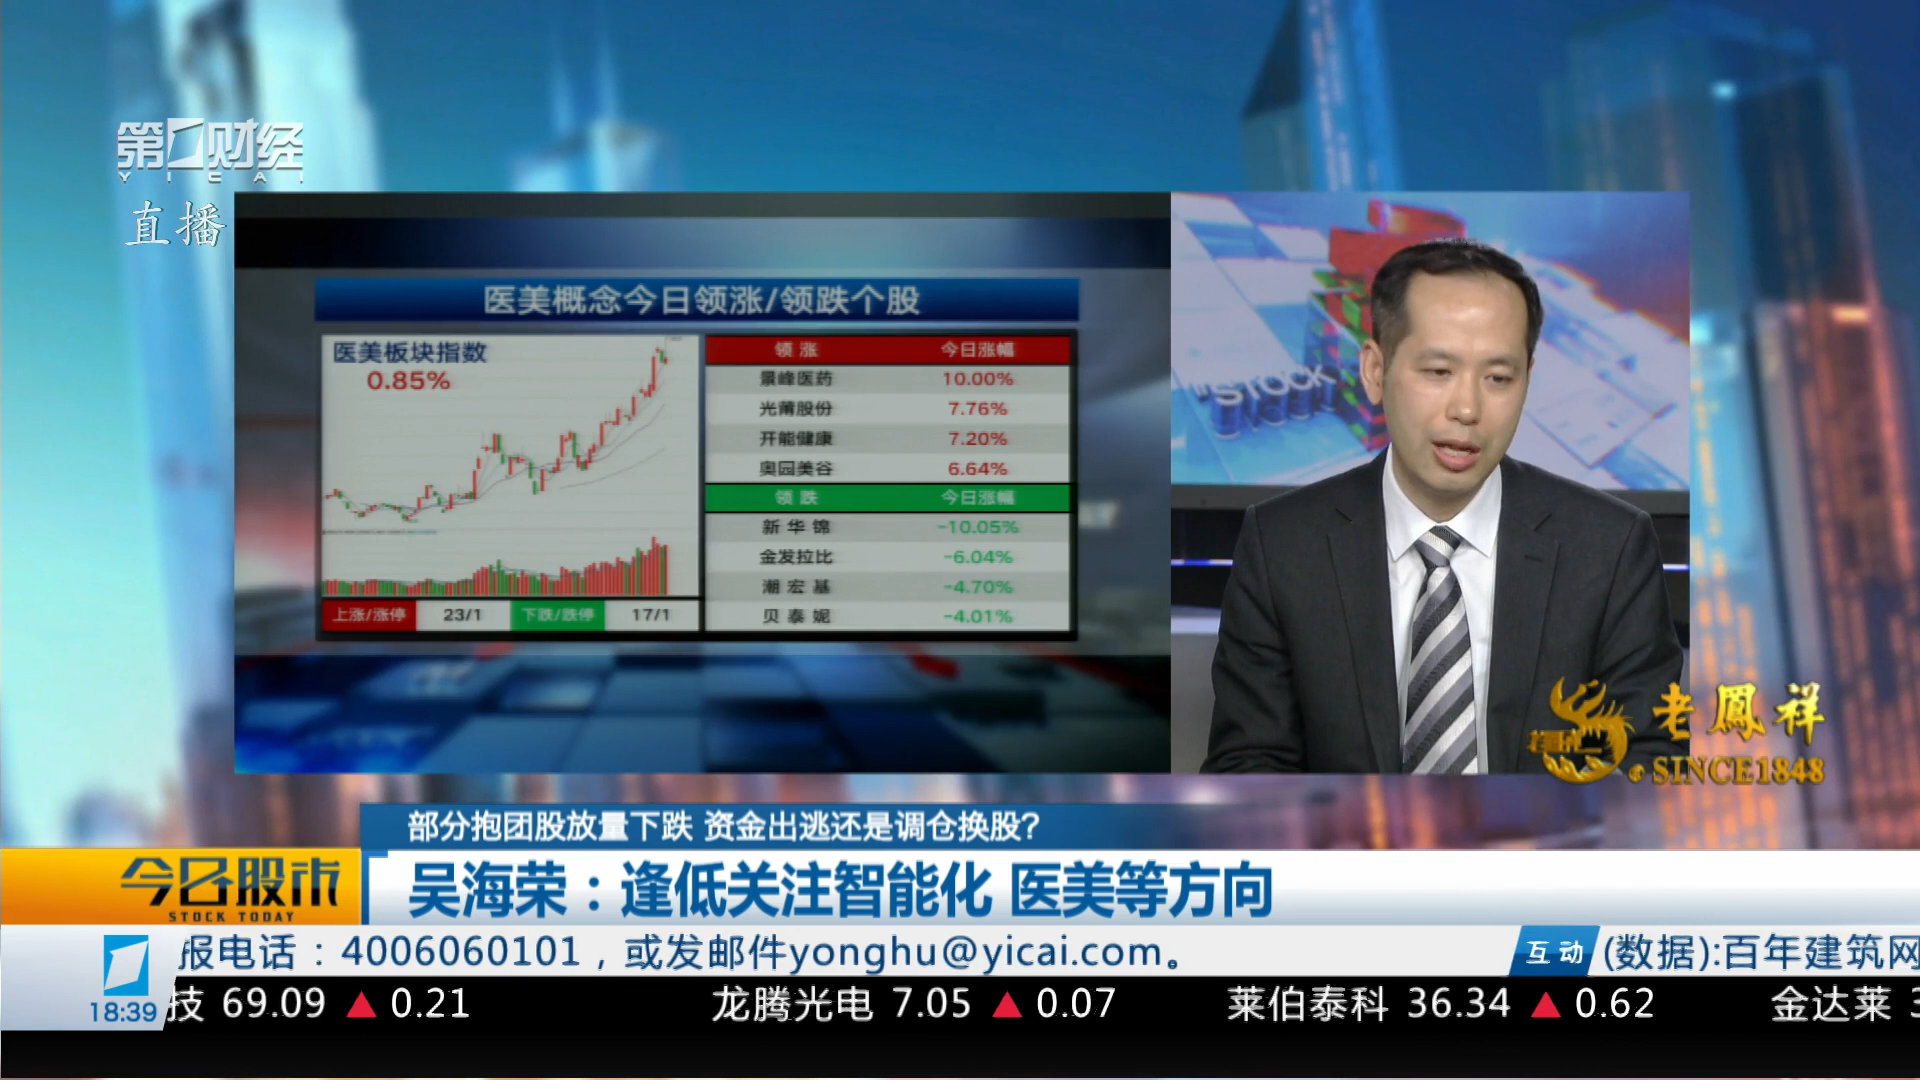 第一财经
YICAI
直播
医美概念今日领涨/领跌个股
医美板块指数
0.85%
领涨 今日涨幅
景峰医药 10.00%
光莆股份 7.76%
开能健康 7.20%
奥园美谷 6.64%
领跌 今日涨幅
新华锦 -10.05%
金发拉比 -6.04%
潮宏基 -4.70%
贝泰妮 -4.01%
上涨/涨停 23/1 下跌/跌停 17/1
STOCK
老鳳祥
SINCE1848
部分抱团股放量下跌 资金出逃还是调仓换股?
今日股市
STOCK TODAY
吴海荣：逢低关注智能化 医美等方向
报电话：4006060101，或发邮件yonghu@yicai.com。
互动 (数据):百年建筑网
18:39
技 69.09 ▲ 0.21 龙腾光电 7.05 ▲ 0.07 莱伯泰科 36.34 ▲ 0.62 金达莱